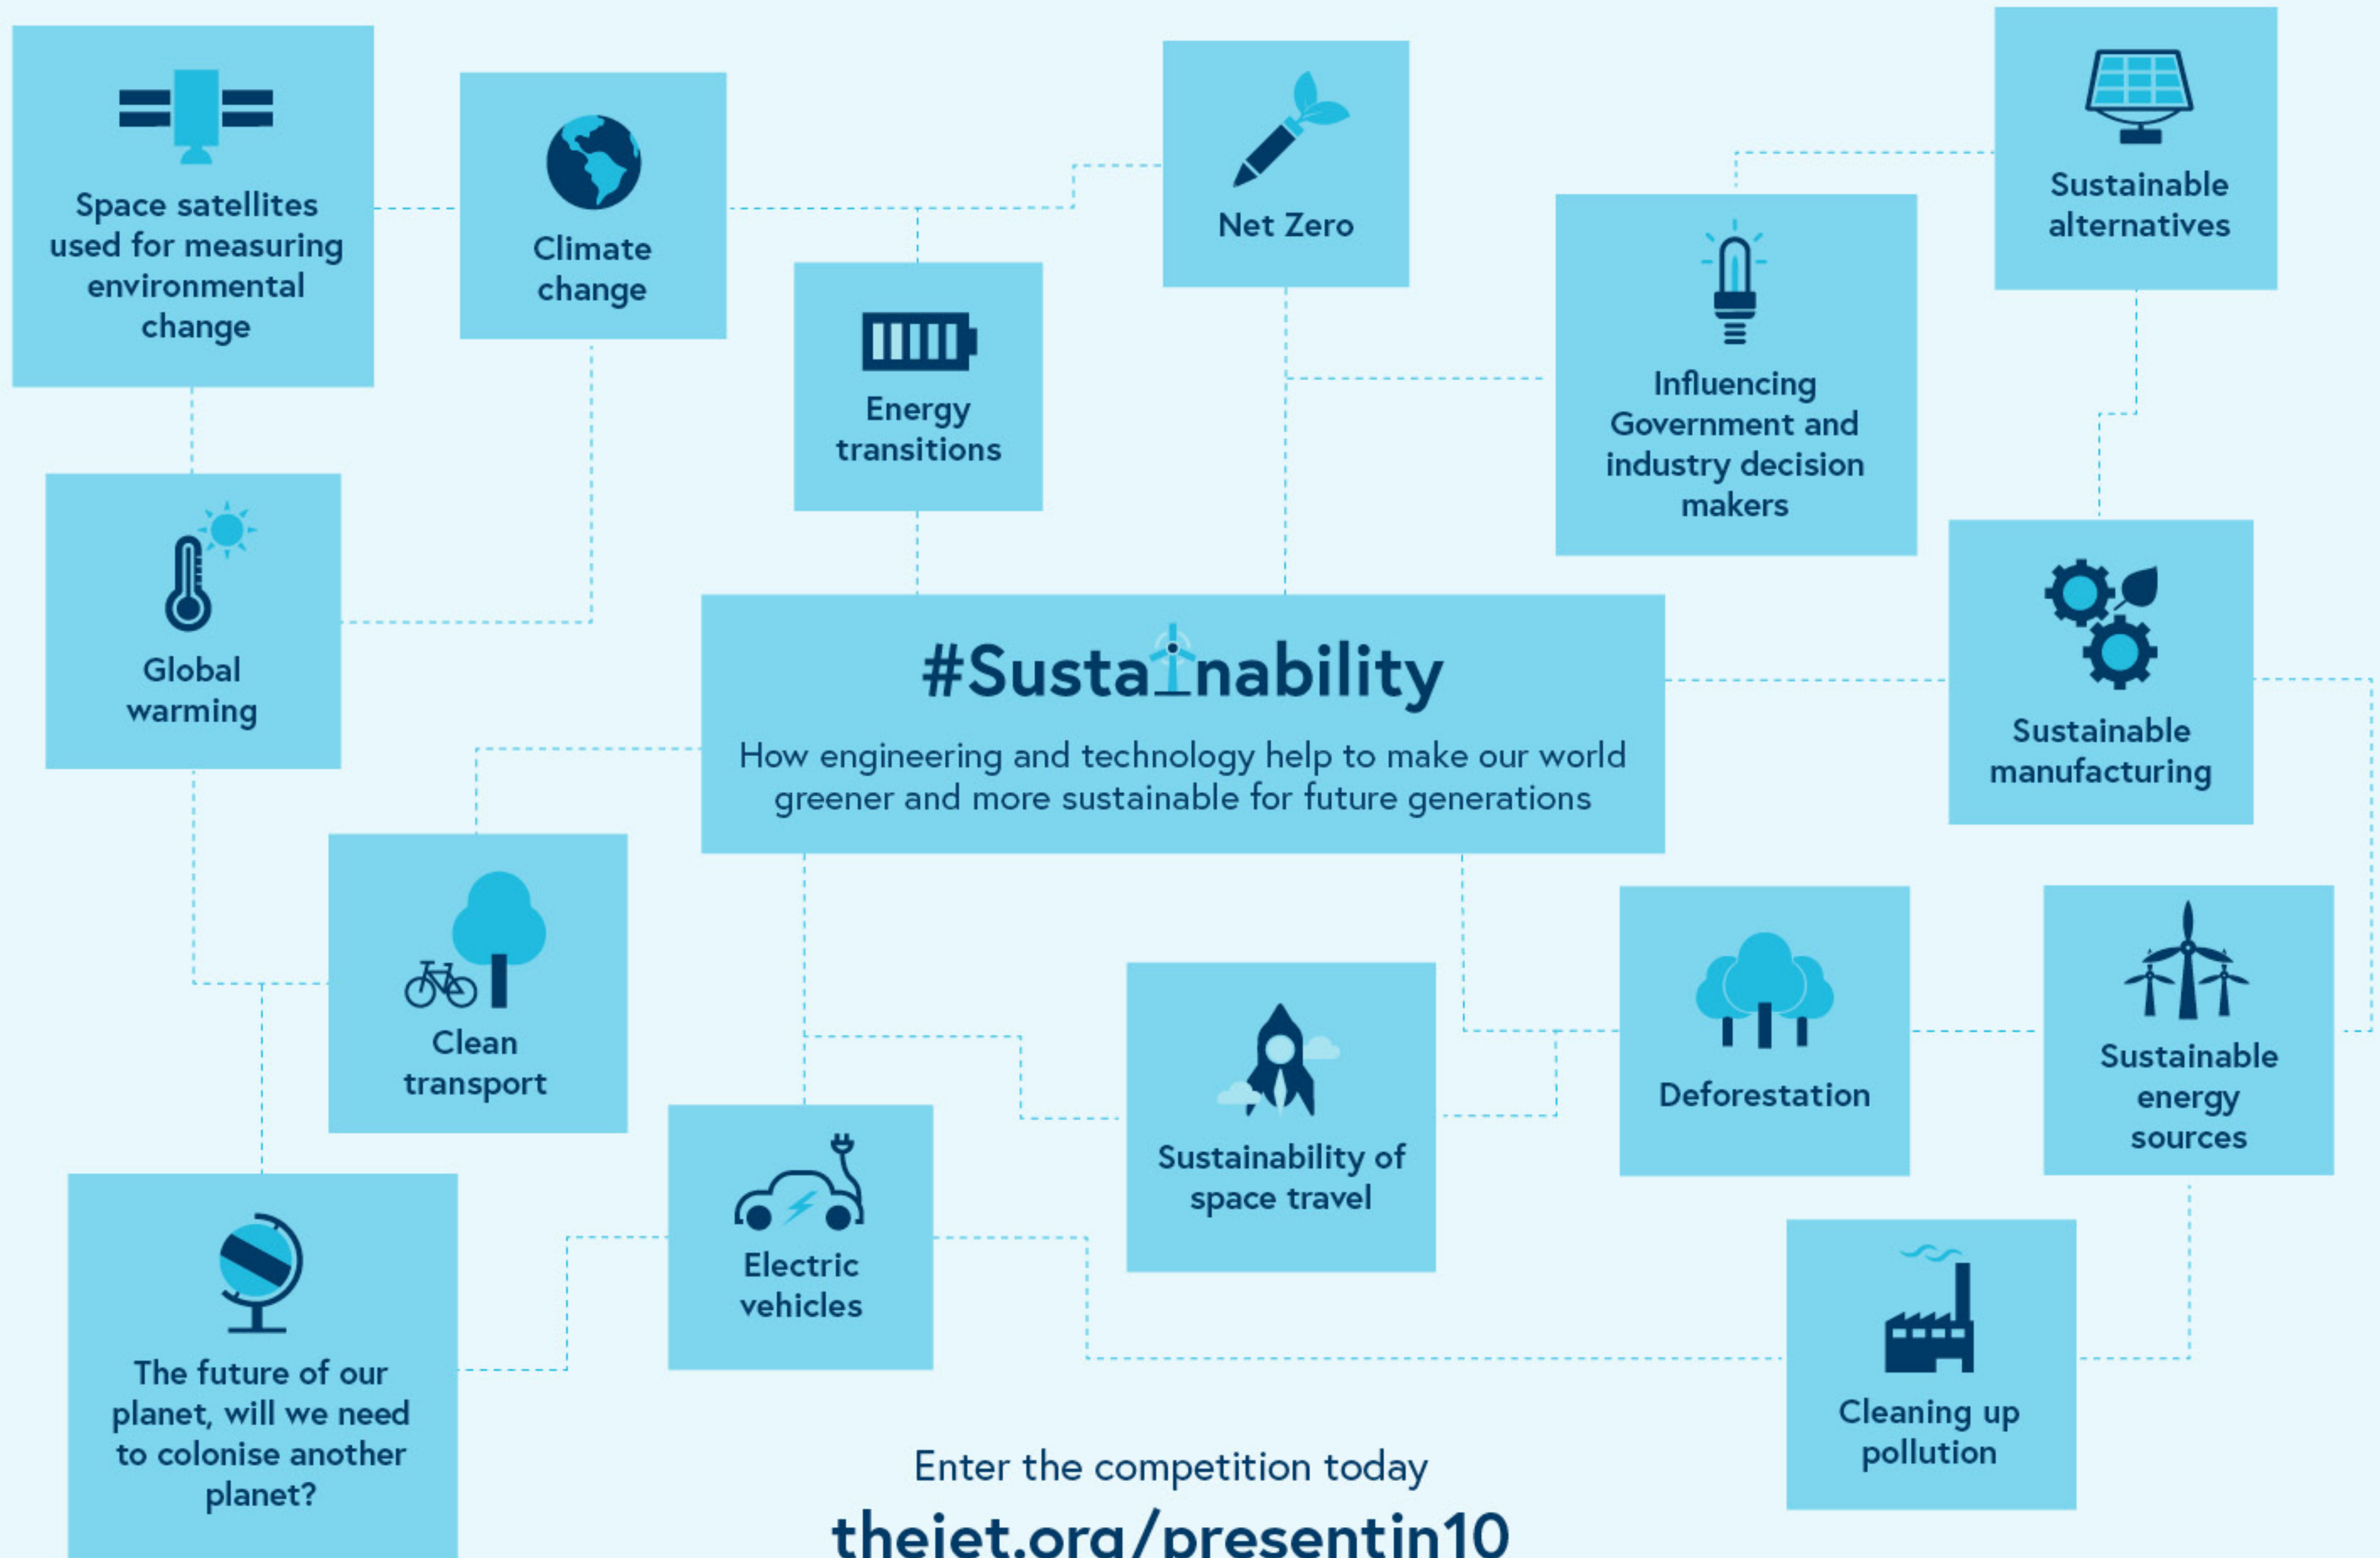 Space satellites
used for measuring
environmental
change
Climate
change
Net Zero
Sustainable
alternatives
Energy
transitions
Influencing
Government and
industry decision
makers
Global
warming
#Sustainability
How engineering and technology help to make our world
greener and more sustainable for future generations
Sustainable
manufacturing
Clean
transport
Sustainability of
space travel
Deforestation
Sustainable
energy
sources
Electric
vehicles
The future of our
planet, will we need
to colonise another
planet?
Cleaning up
pollution
Enter the competition today
theiet.org/presentin10